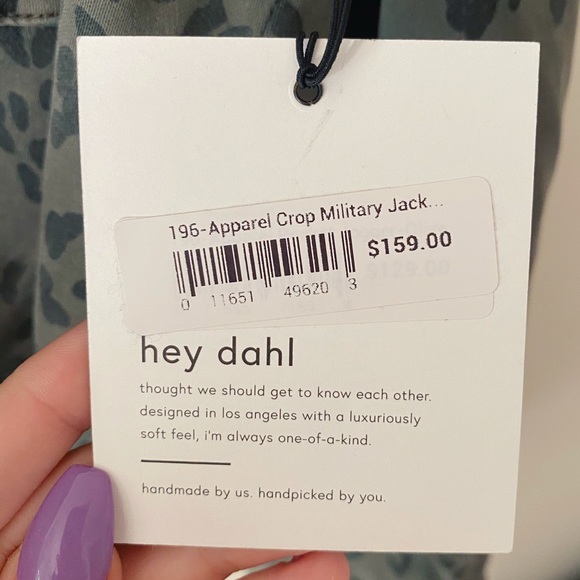 196-Apparel Crop Military Jack...
$159.00
$129.00
0 11651 49620 3
hey dahl
thought we should get to know each other.
designed in los angeles with a luxuriously
soft feel, i'm always one-of-a-kind.
handmade by us. handpicked by you.